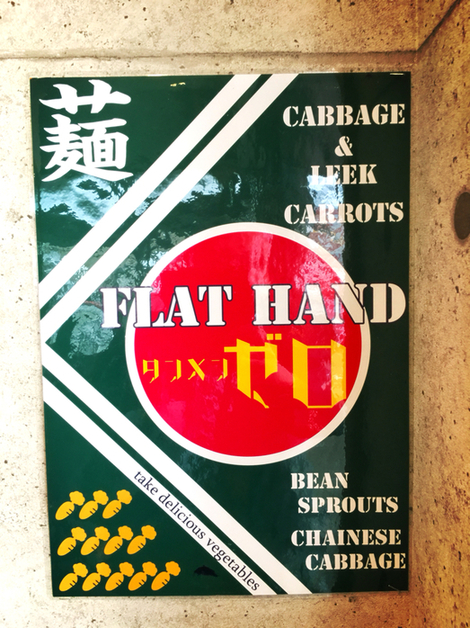 麺
CABBAGE
&
LEEK
CARROTS
FLAT HAND
タンメン ゼロ
take delicious vegetables
BEAN
SPROUTS
CHAINESE
CABBAGE